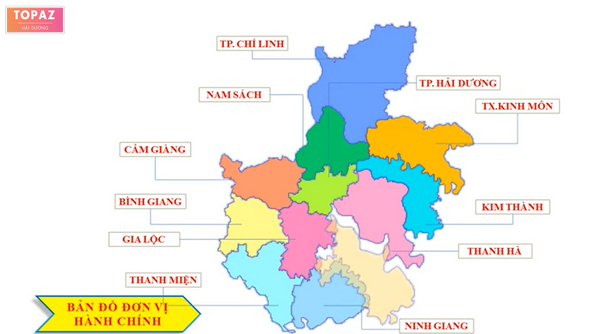 TOPAZ
HẢI DƯƠNG
TP. CHÍ LINH
TP. HẢI DƯƠNG
NAM SÁCH
TX.KINH MÔN
CẢM GIÀNG
BÌNH GIANG
KIM THÀNH
GIA LỘC
THANH HÀ
THANH MIỆN
BẢN ĐỒ ĐƠN VỊ
HÀNH CHÍNH
NINH GIANG